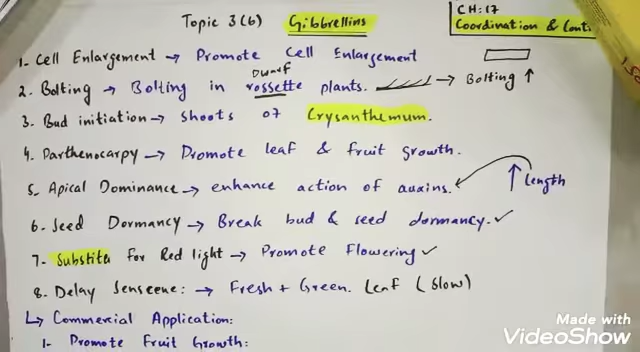 CH:17
Topic 3(b) Gibbrellins
Coordination & Cont
1- Cell Enlargement → Promote Cell Enlargement
Dwarf
2. Bolting → Bolting in rossette plants. → Bolting ↑
3. Bud initiation → shoots of Crysanthemum.
4. Parthenocarpy → Promote leaf & fruit growth.
5. Apical Dominance → enhance action of auxins. ↑ length
6. Seed Dormancy → Break bud & seed dormancy. ✓
7. Substite for Red light → Promote Flowering ✓
8. Delay Senscene: → Fresh + Green. Leaf (Slow)
↳ Commercial Application:
1- Promote Fruit Growth:
Made with
VideoShow